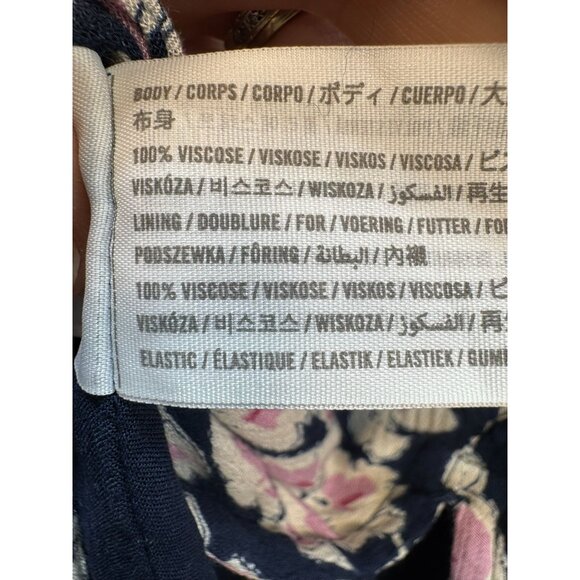 BODY / CORPS / CORPO / ボディ / CUERPO / 大
布身
100% VISCOSE / VISKOSE / VISKOS / VISCOSA / ビス
VISKÓZA / 비스코스 / WISKOZA / الفسكوز / 再生
LINING / DOUBLURE / FOR / VOERING / FUTTER / FO
PODSZEWKA / FÔRING / البطانة / 內襯
100% VISCOSE / VISKOSE / VISKOS / VISCOSA / ビ
VISKÓZA / 비스코스 / WISKOZA / الفسكوز / 再生
ELASTIC / ÉLASTIQUE / ELASTIK / ELASTIEK / GUM